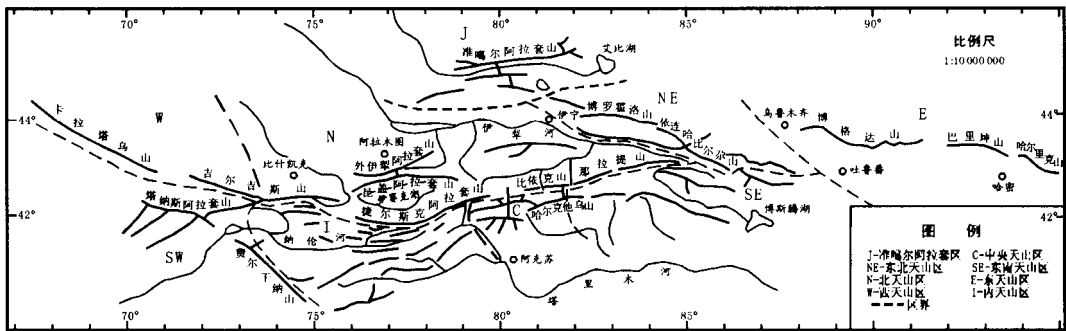 70°
75°
80°
85°
90°
J
准噶尔阿拉套山
艾比湖
比例尺
1:10000000
44°
44°
卡拉塔乌山
W
N
NE
E
博罗霍洛山
依连哈比尔尕山
乌鲁木齐
博格达山
巴里坤山
哈尔里克山
伊宁
伊犁河
阿拉木图
外伊犁阿拉套山
比什凯克
吉尔吉斯山
昆盖阿拉套山
伊塞克湖
捷尔斯克阿拉套山
比依克山
那拉提山
吐鲁番
哈密
塔纳斯阿拉套山
42°
42°
C
哈尔克他乌山
SE
博斯腾湖
I
纳伦河
SW
费尔干纳山
阿克苏
塔里木河
图 例
J-准噶尔阿拉套区 C-中央天山区
NE-东北天山区 SE-东南天山区
N-北天山区 E-东天山区
W-西天山区 I-内天山区
区界
70°
75°
80°
85°